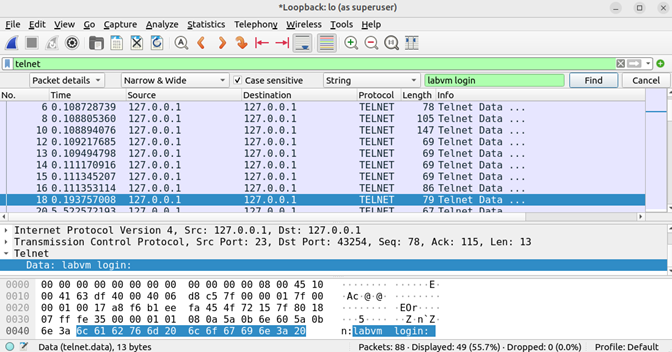 *Loopback: lo (as superuser)
File Edit View Go Capture Analyze Statistics Telephony Wireless Tools Help
telnet
Packet details Narrow & Wide Case sensitive String labvm login Find Cancel
No. Time Source Destination Protocol Length Info
6 0.108728739 127.0.0.1 127.0.0.1 TELNET 78 Telnet Data ...
8 0.108805360 127.0.0.1 127.0.0.1 TELNET 105 Telnet Data ...
10 0.108894076 127.0.0.1 127.0.0.1 TELNET 147 Telnet Data ...
12 0.109217685 127.0.0.1 127.0.0.1 TELNET 69 Telnet Data ...
13 0.109494798 127.0.0.1 127.0.0.1 TELNET 69 Telnet Data ...
14 0.111170916 127.0.0.1 127.0.0.1 TELNET 69 Telnet Data ...
15 0.111345207 127.0.0.1 127.0.0.1 TELNET 69 Telnet Data ...
16 0.111353114 127.0.0.1 127.0.0.1 TELNET 86 Telnet Data ...
18 0.193757008 127.0.0.1 127.0.0.1 TELNET 79 Telnet Data ...
20 5.522572193 127.0.0.1 127.0.0.1 TELNET 67 Telnet Data ...
Internet Protocol Version 4, Src: 127.0.0.1, Dst: 127.0.0.1
Transmission Control Protocol, Src Port: 23, Dst Port: 43254, Seq: 78, Ack: 115, Len: 13
Telnet
Data: labvm login:
0000 00 00 00 00 00 00 00 00 00 00 00 00 08 00 45 10 ········ ······E·
0010 00 41 63 df 40 00 40 06 d8 c5 7f 00 00 01 7f 00 ·Ac·@·@· ········
0020 00 01 00 17 a8 f6 b1 ee fa 45 4f 72 15 7f 80 18 ········ ·EOr····
0030 07 ff fe 35 00 00 01 01 08 0a 5a 0b 6e 60 5a 0b ···5···· ··Z·n`Z·
0040 6e 3a 6c 61 62 76 6d 20 6c 6f 67 69 6e 3a 20 n:labvm login:
Data (telnet.data), 13 bytes Packets: 88 · Displayed: 49 (55.7%) · Dropped: 0 (0.0%) Profile: Default